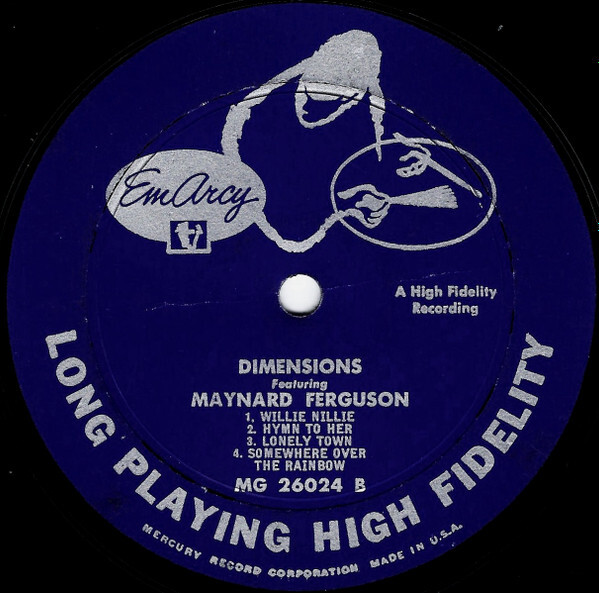 EmArcy
A High Fidelity
Recording
DIMENSIONS
Featuring
MAYNARD FERGUSON
1. WILLIE NILLIE
2. HYMN TO HER
3. LONELY TOWN
4. SOMEWHERE OVER
THE RAINBOW
MG 26024 B
LONG PLAYING HIGH FIDELITY
MERCURY RECORD CORPORATION MADE IN U.S.A.